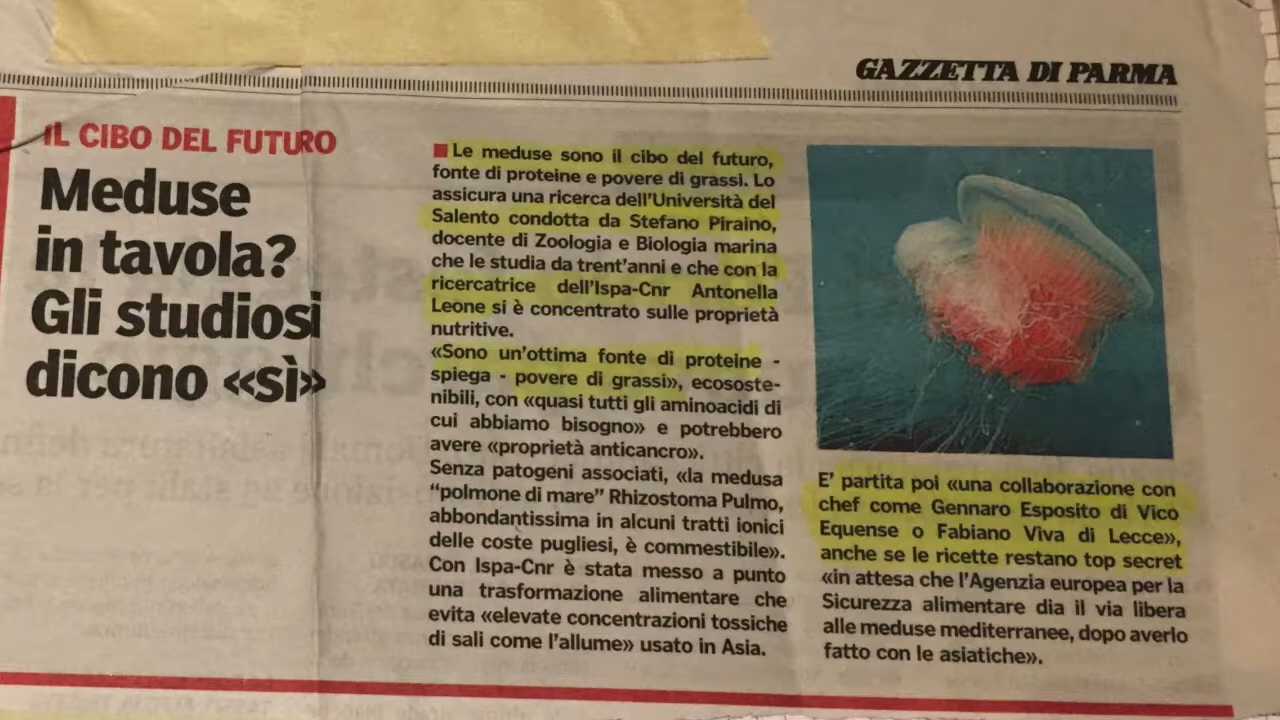 GAZZETTA DI PARMA
IL CIBO DEL FUTURO
Meduse
in tavola?
Gli studiosi
dicono «sì»
Le meduse sono il cibo del futuro,
fonte di proteine e povere di grassi. Lo
assicura una ricerca dell'Università del
Salento condotta da Stefano Piraino,
docente di Zoologia e Biologia marina
che le studia da trent'anni e che con la
ricercatrice dell'Ispa-Cnr Antonella
Leone si è concentrato sulle proprietà
nutritive.
«Sono un'ottima fonte di proteine -
spiega - povere di grassi», ecososte-
nibili, con «quasi tutti gli aminoacidi di
cui abbiamo bisogno» e potrebbero
avere «proprietà anticancro».
Senza patogeni associati, «la medusa
"polmone di mare" Rhizostoma Pulmo,
abbondantissima in alcuni tratti ionici
delle coste pugliesi, è commestibile».
Con Ispa-Cnr è stata messo a punto
una trasformazione alimentare che
evita «elevate concentrazioni tossiche
di sali come l'allume» usato in Asia.
E' partita poi «una collaborazione con
chef come Gennaro Esposito di Vico
Equense o Fabiano Viva di Lecce»,
anche se le ricette restano top secret
«in attesa che l'Agenzia europea per la
Sicurezza alimentare dia il via libera
alle meduse mediterranee, dopo averlo
fatto con le asiatiche».